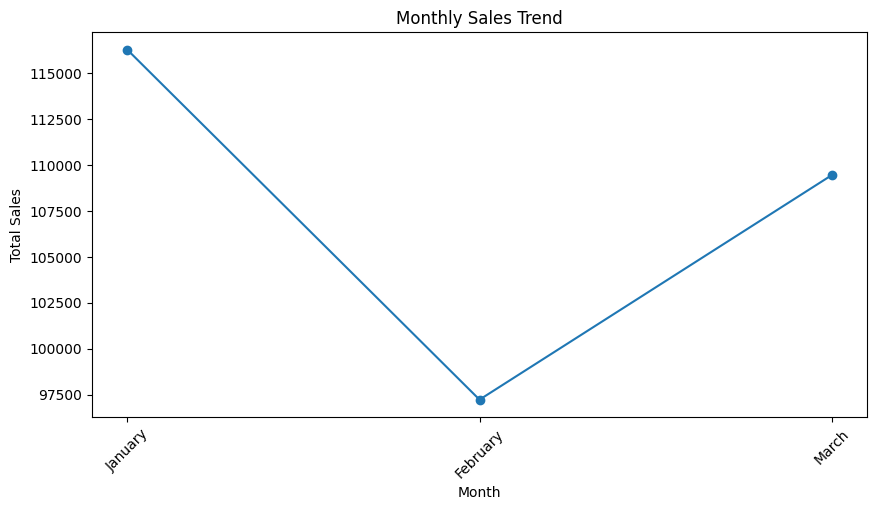 Monthly Sales Trend
Total Sales
115000
112500
110000
107500
105000
102500
100000
97500
January
February
March
Month